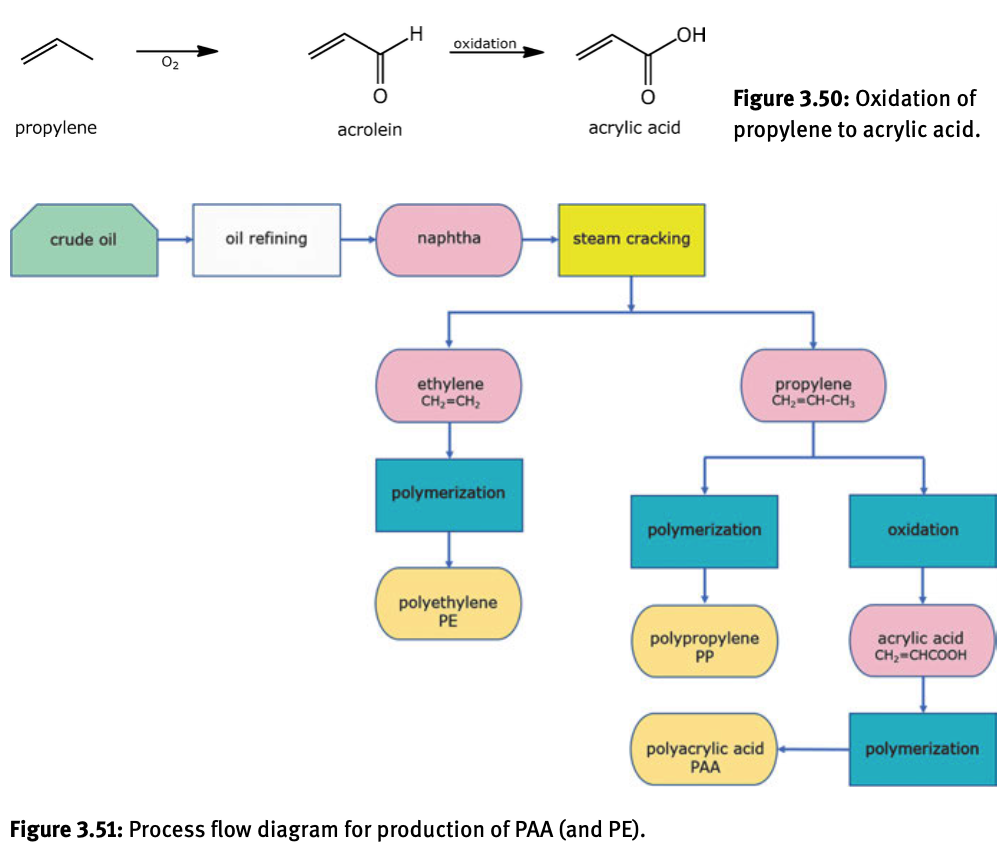 H
OH
O₂
oxidation
O
O
propylene
acrolein
acrylic acid
Figure 3.50: Oxidation of
propylene to acrylic acid.
crude oil
oil refining
naphtha
steam cracking
ethylene
CH₂=CH₂
propylene
CH₂=CH-CH₃
polymerization
polymerization
oxidation
polyethylene
PE
polypropylene
PP
acrylic acid
CH₂=CHCOOH
polyacrylic acid
PAA
polymerization
Figure 3.51: Process flow diagram for production of PAA (and PE).